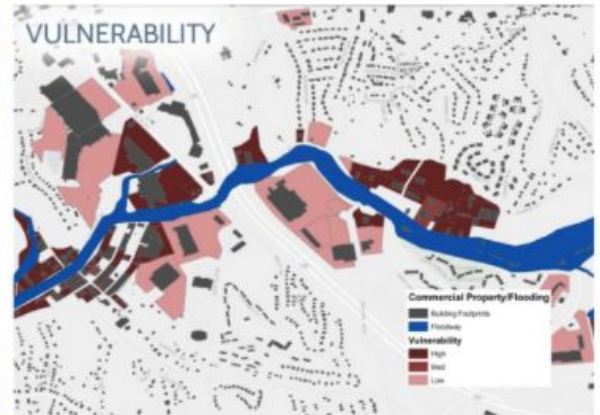 VULNERABILITY
Commercial Property/Flooding
Building Footprints
Floodway
Vulnerability
High
Med
Low